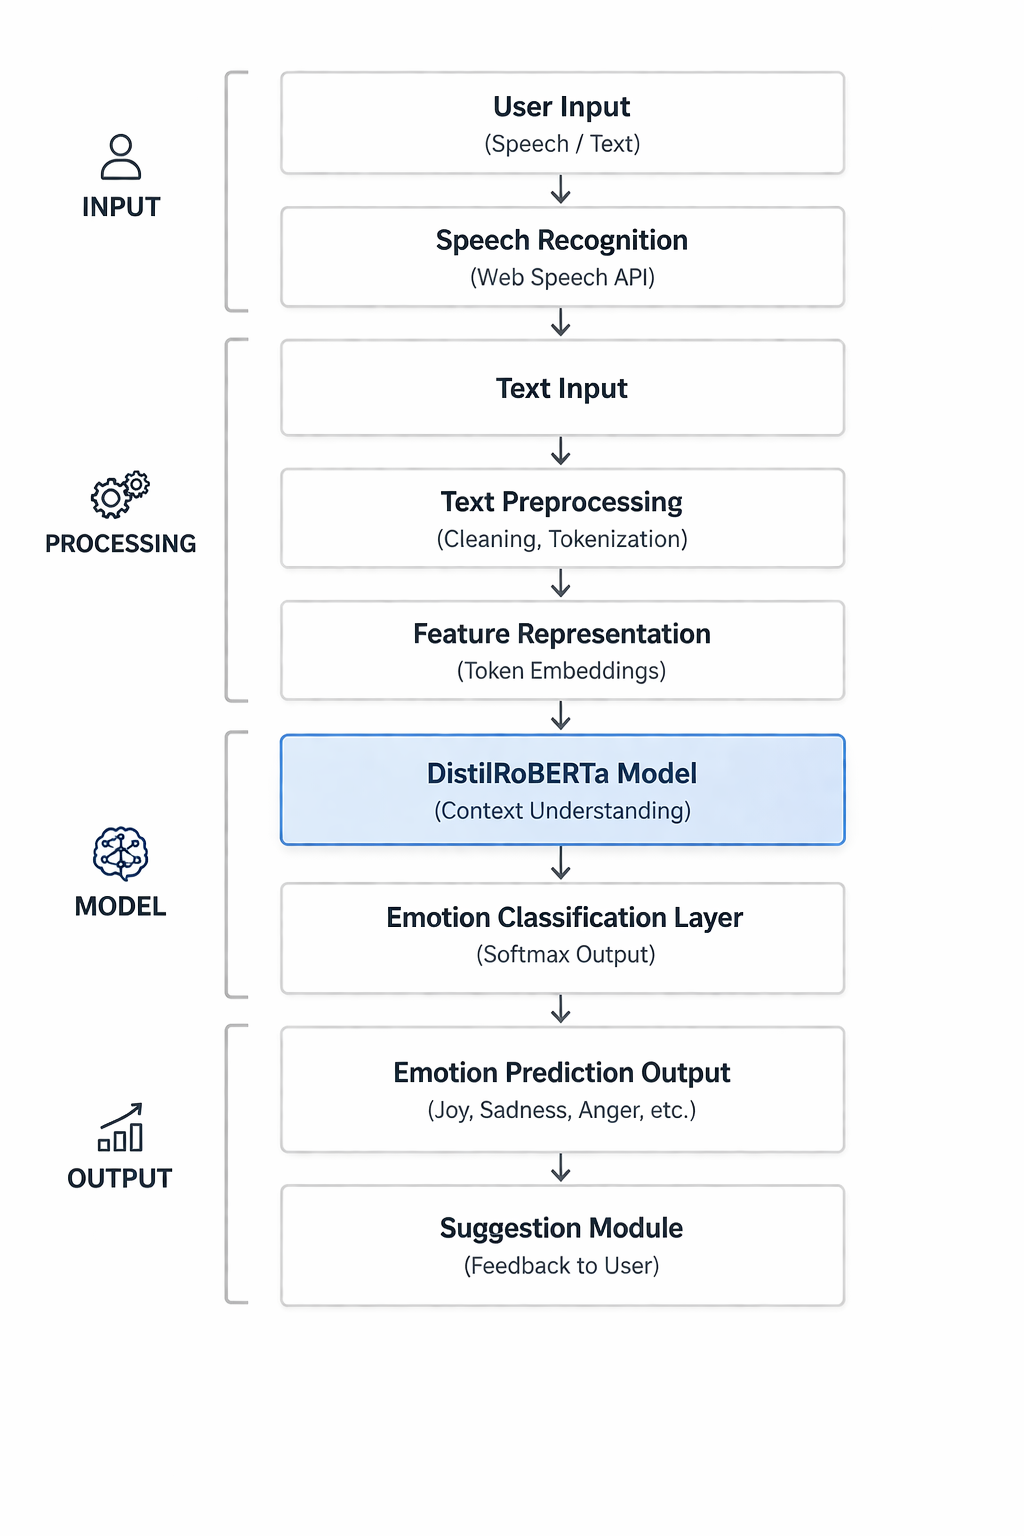 User Input
(Speech / Text)
INPUT
Speech Recognition
(Web Speech API)
Text Input
Text Preprocessing
(Cleaning, Tokenization)
PROCESSING
Feature Representation
(Token Embeddings)
DistilRoBERTa Model
(Context Understanding)
MODEL
Emotion Classification Layer
(Softmax Output)
Emotion Prediction Output
(Joy, Sadness, Anger, etc.)
OUTPUT
Suggestion Module
(Feedback to User)